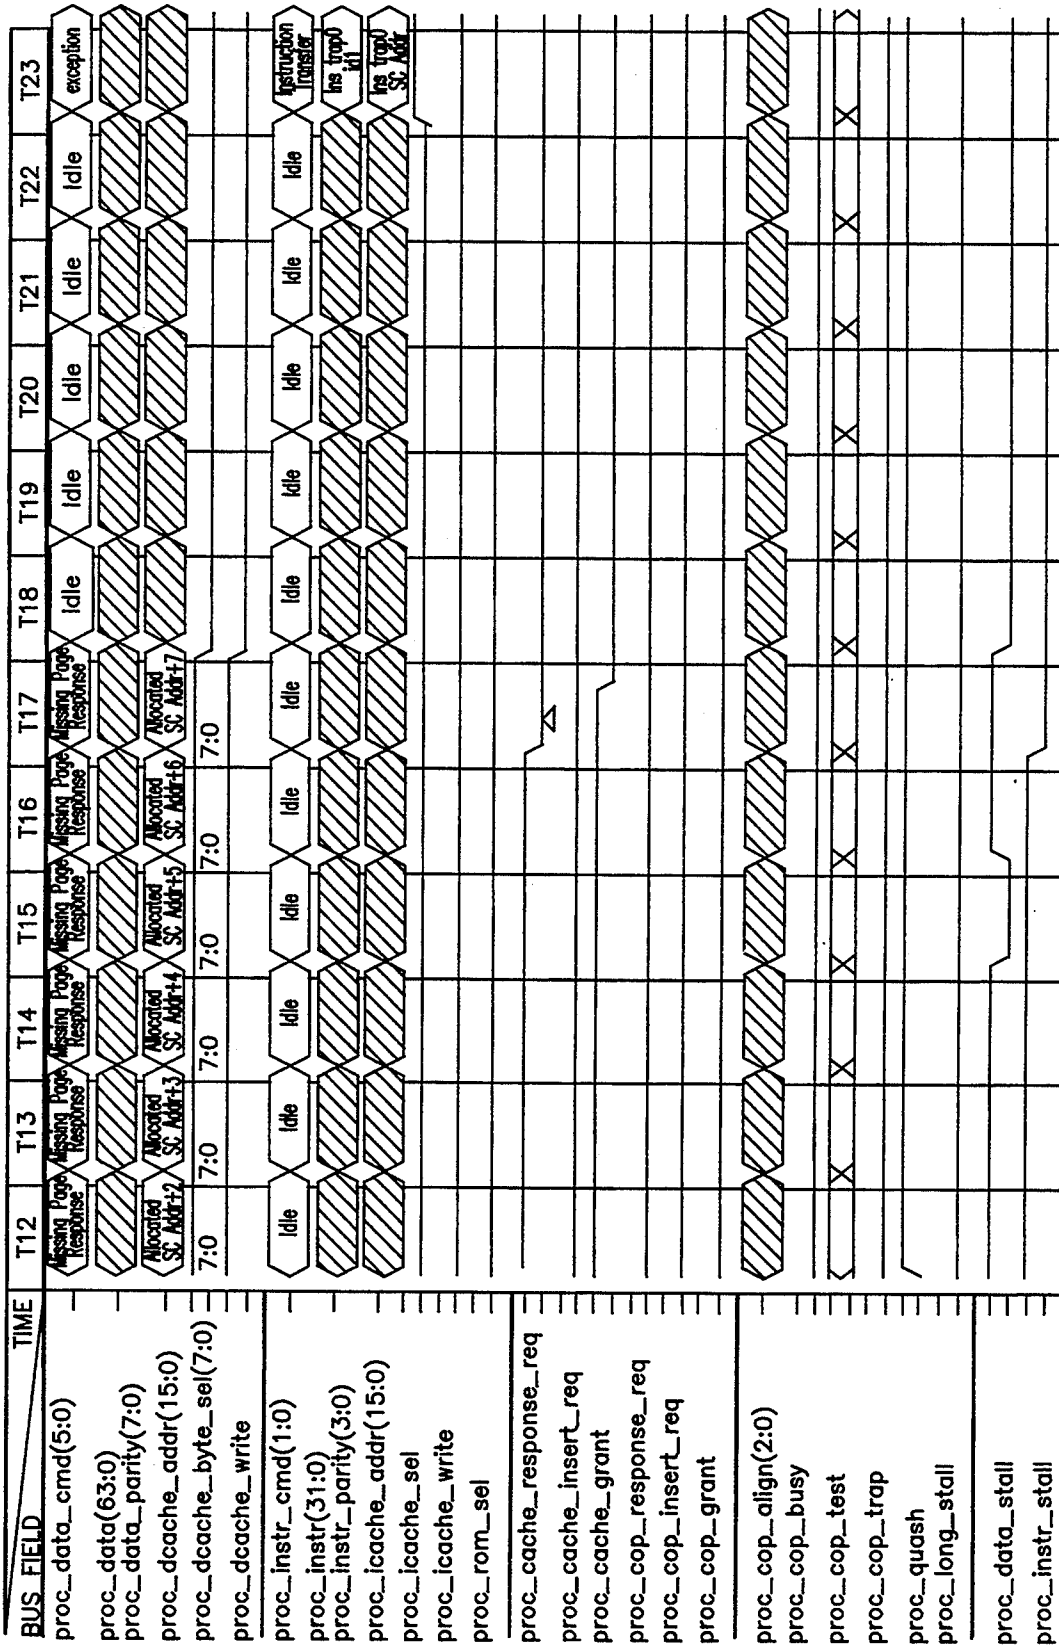 BUS FIELD TIME T12 T13 T14 T15 T16 T17 T18 T19 T20 T21 T22 T23
proc_data_cmd(5:0) Missing Page Response Missing Page Response Missing Page Response Missing Page Response Missing Page Response Missing Page Response Idle Idle Idle Idle Idle exception
proc_data(63:0)
proc_data_parity(7:0)
proc_dcache_addr(15:0) Allocated SC Addr+2 Allocated SC Addr+3 Allocated SC Addr+4 Allocated SC Addr+5 Allocated SC Addr+6 Allocated SC Addr+7
proc_dcache_byte_sel(7:0) 7:0 7:0 7:0 7:0 7:0 7:0
proc_dcache_write
proc_instr_cmd(1:0) Idle Idle Idle Idle Idle Idle Idle Idle Idle Idle Idle Instruction Transfer
proc_instr(31:0)
proc_instr_parity(3:0) ins trap0 id1
proc_icache_addr(15:0) ins trap0 SC Addr
proc_icache_sel
proc_icache_write
proc_rom_sel
proc_cache_response_req
proc_cache_insert_req
proc_cache_grant
proc_cop_response_req
proc_cop_insert_req
proc_cop_grant
proc_cop_align(2:0)
proc_cop_busy
proc_cop_test
proc_cop_trap
proc_quash
proc_long_stall
proc_data_stall
proc_instr_stall